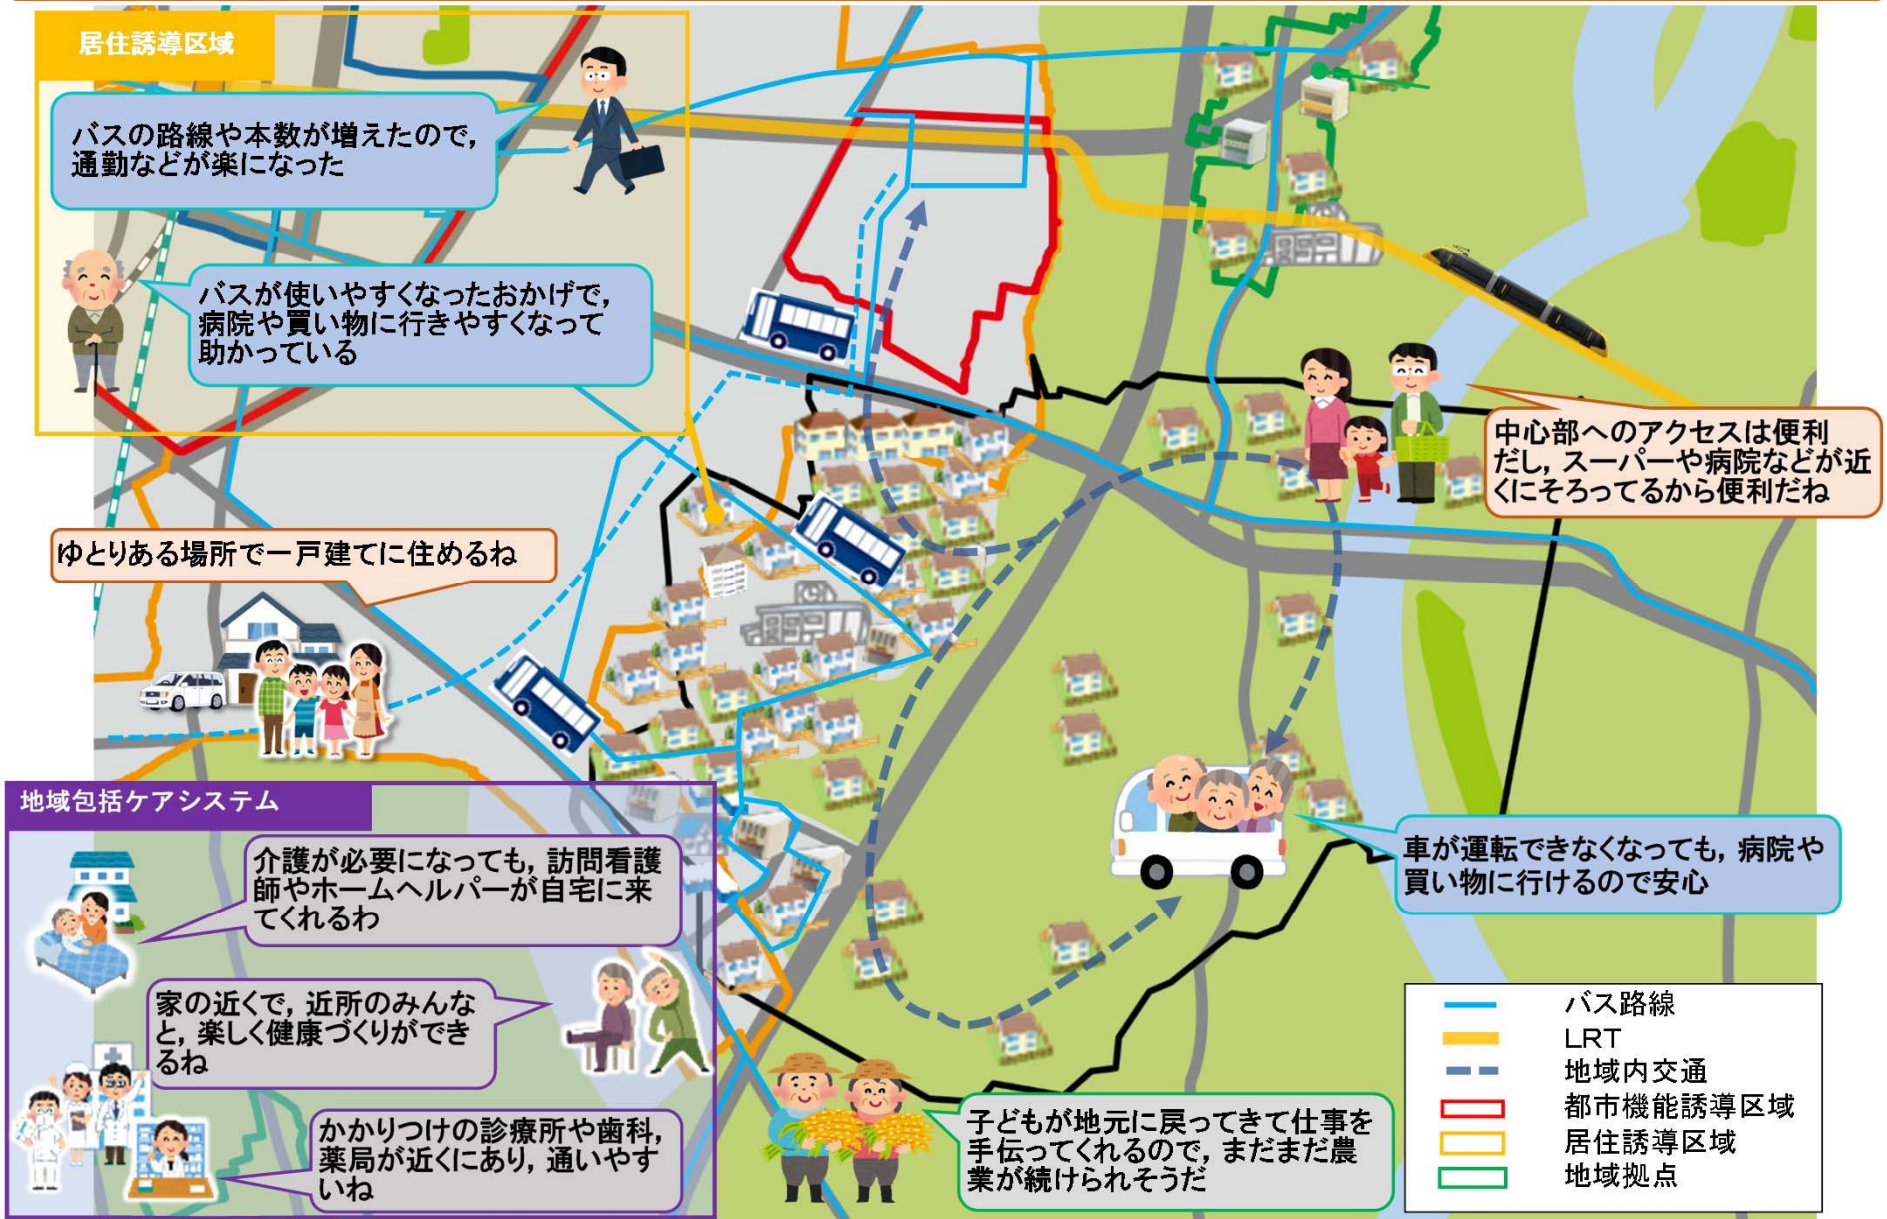 居住誘導区域
バスの路線や本数が増えたので，
通勤などが楽になった
バスが使いやすくなったおかげで，
病院や買い物に行きやすくなって
助かっている
中心部へのアクセスは便利
だし，スーパーや病院などが近
くにそろってるから便利だね
ゆとりある場所で一戸建てに住めるね
地域包括ケアシステム
介護が必要になっても，訪問看護
師やホームヘルパーが自宅に来
てくれるわ
家の近くで，近所のみんな
と，楽しく健康づくりができ
るね
かかりつけの診療所や歯科，
薬局が近くにあり，通いやす
いね
車が運転できなくなっても，病院や
買い物に行けるので安心
子どもが地元に戻ってきて仕事を
手伝ってくれるので，まだまだ農
業が続けられそうだ
バス路線
LRT
地域内交通
都市機能誘導区域
居住誘導区域
地域拠点